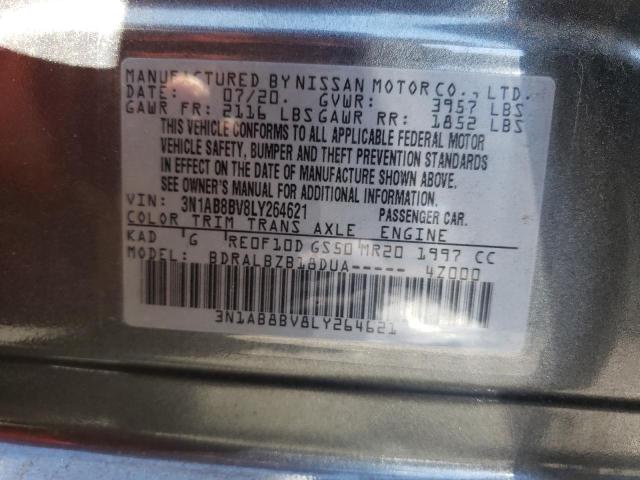 MANUFACTURED BY NISSAN MOTOR CO., LTD.
DATE: 07/20. GVWR: 3957 LBS
GAWR FR: 2116 LBS GAWR RR: 1852 LBS
THIS VEHICLE CONFORMS TO ALL APPLICABLE FEDERAL MOTOR
VEHICLE SAFETY, BUMPER AND THEFT PREVENTION STANDARDS
IN EFFECT ON THE DATE OF MANUFACTURE SHOWN ABOVE.
SEE OWNER'S MANUAL FOR ADDITIONAL INFORMATION.
VIN: 3N1AB8BV8LY264621 PASSENGER CAR.
COLOR TRIM TRANS AXLE ENGINE
KAD 'G RE0F10D GS50 MR20 1997 CC
MODEL: BDRALBZB18DUA----- 4Z000
3N1AB8BV8LY264621